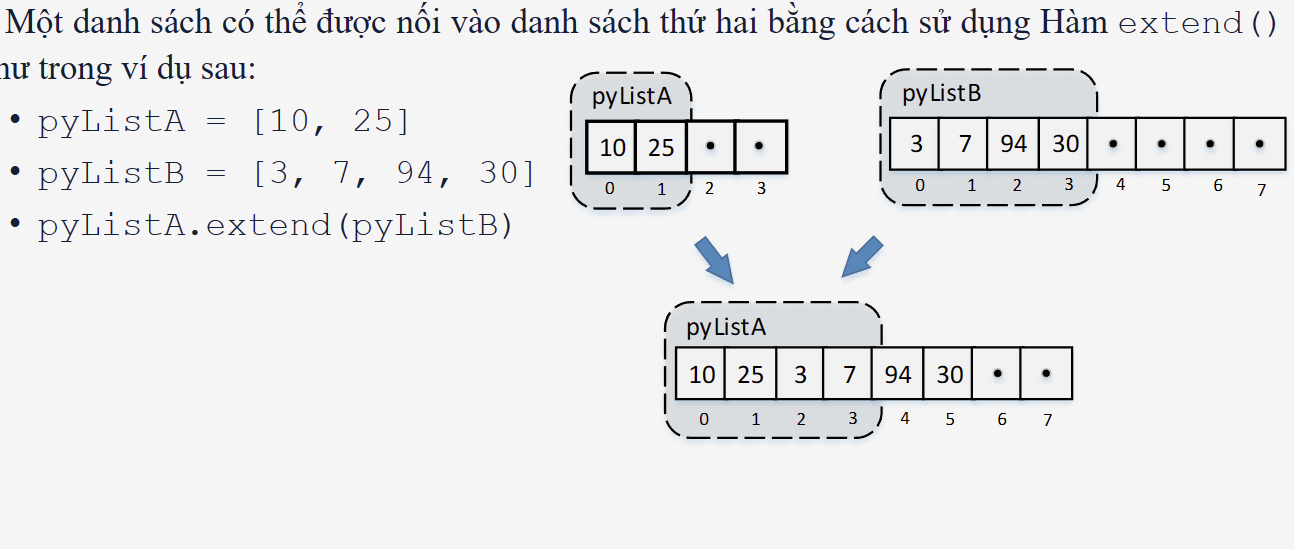 Một danh sách có thể được nối vào danh sách thứ hai bằng cách sử dụng Hàm extend()
trong ví dụ sau:
• pyListA = [10, 25]
• pyListB = [3, 7, 94, 30]
• pyListA.extend(pyListB)
pyListA
10 25 • •
0 1 2 3
pyListB
3 7 94 30 • • • •
0 1 2 3 4 5 6 7
pyListA
10 25 3 7 94 30 • •
0 1 2 3 4 5 6 7